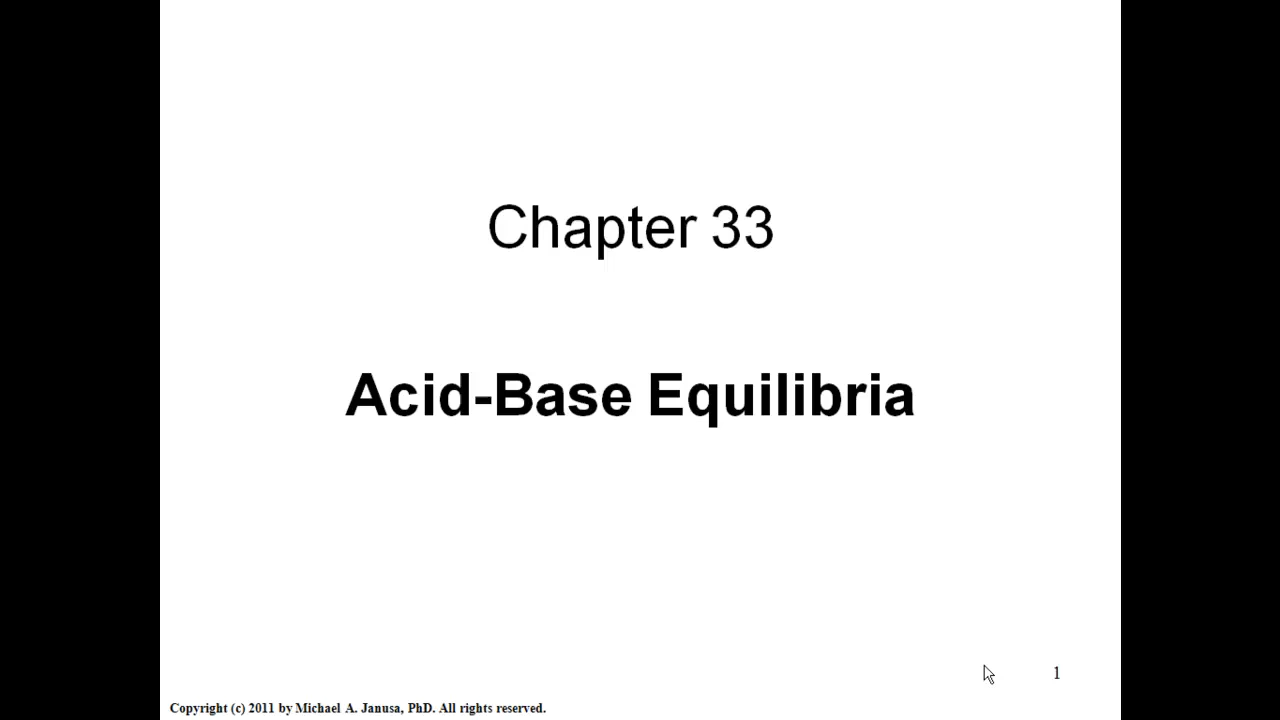 Chapter 33
Acid-Base Equilibria
1
Copyright (c) 2011 by Michael A. Janusa, PhD. All rights reserved.